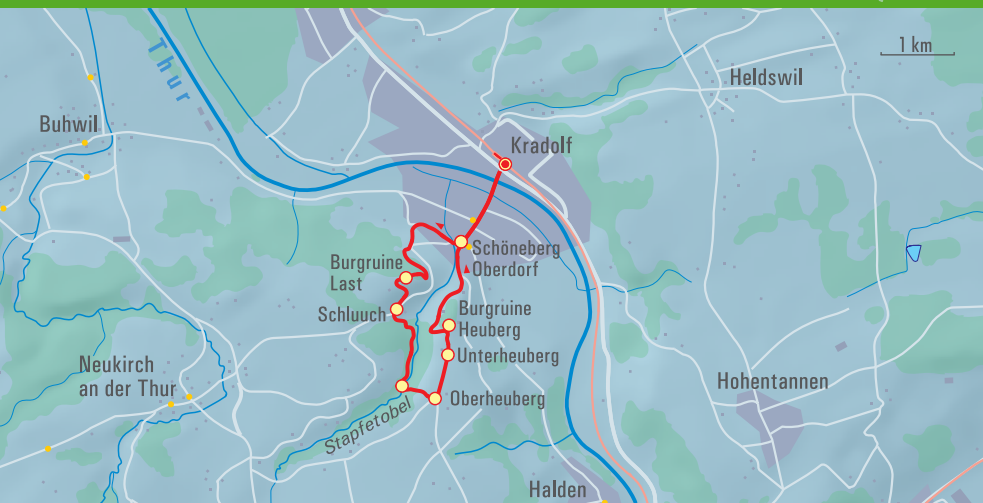 1 km
Thur
Heldswil
Buhwil
Kradolf
Schöneberg
Oberdorf
Burgruine
Last
Schluuch
Burgruine
Heuberg
Unterheuberg
Neukirch
an der Thur
Hohentannen
Oberheuberg
Stapfetobel
Halden